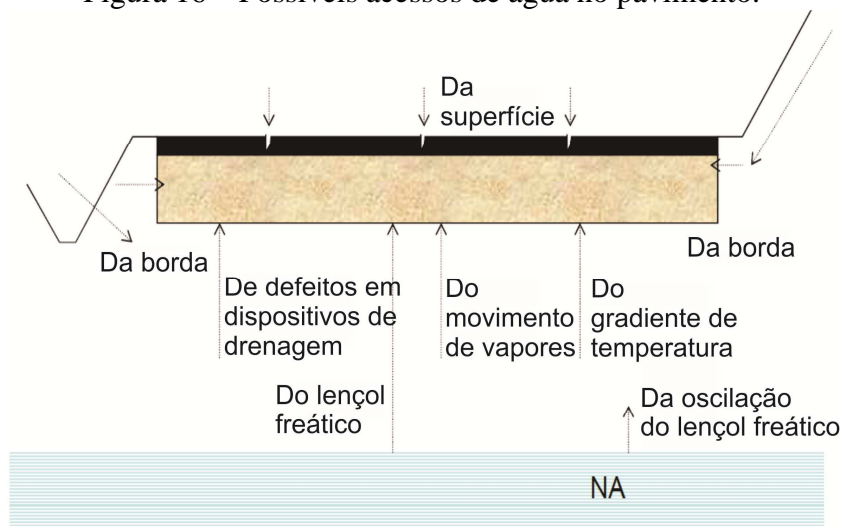 Figura 16 – Possíveis acessos de água no pavimento.
Da
superfície
Da borda
Da borda
De defeitos em
dispositivos de
drenagem
Do
movimento
de vapores
Do
gradiente de
temperatura
Do lençol
freático
Da oscilação
do lençol freático
NA